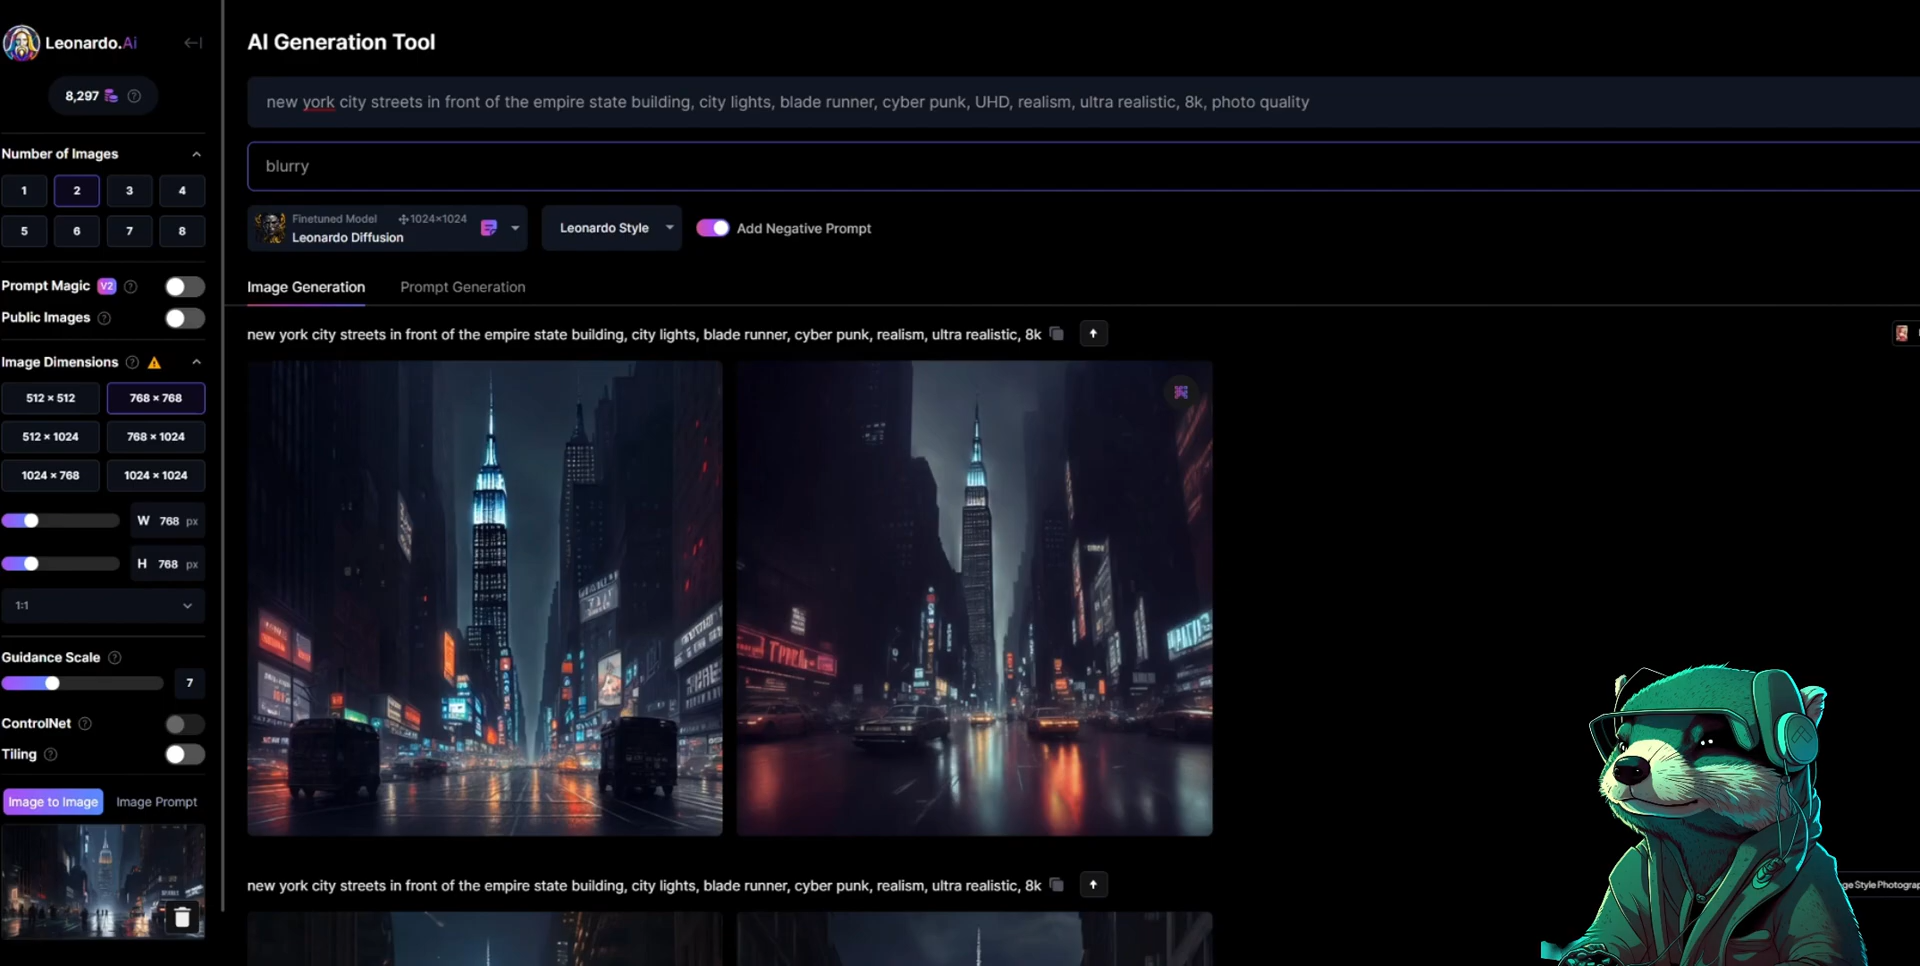 Leonardo.Ai
8,297
Number of Images
1 2 3 4
5 6 7 8
Prompt Magic V2
Public Images
Image Dimensions
512 × 512 768 × 768
512 × 1024 768 × 1024
1024 × 768 1024 × 1024
W 768 px
H 768 px
1:1
Guidance Scale
7
ControlNet
Tiling
Image to Image Image Prompt
AI Generation Tool
new york city streets in front of the empire state building, city lights, blade runner, cyber punk, UHD, realism, ultra realistic, 8k, photo quality
blurry
Finetuned Model 1024×1024
Leonardo Diffusion
Leonardo Style
Add Negative Prompt
Image Generation Prompt Generation
new york city streets in front of the empire state building, city lights, blade runner, cyber punk, realism, ultra realistic, 8k
new york city streets in front of the empire state building, city lights, blade runner, cyber punk, realism, ultra realistic, 8k
Style